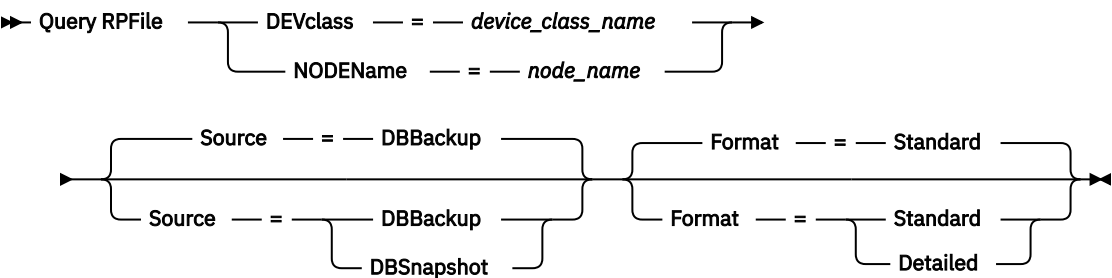 Query RPFile DEVclass = device_class_name
NODEName = node_name
Source = DBBackup Format = Standard
Source = DBBackup Format = Standard
DBSnapshot Detailed